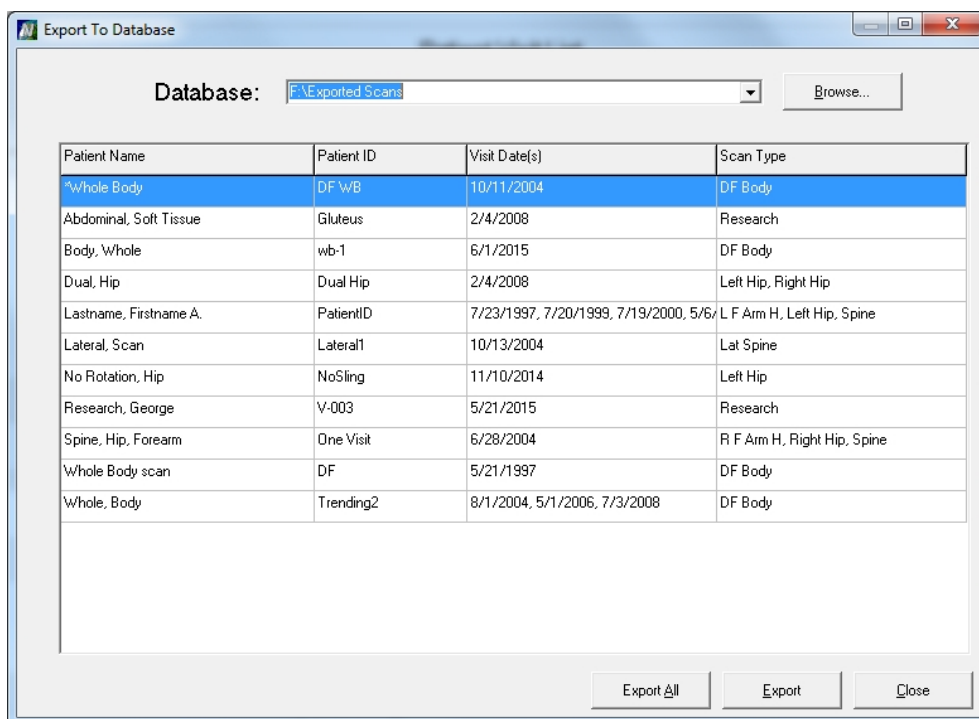 Export To Database
Database: F:\Exported Scans Browse...
Patient Name Patient ID Visit Date(s) Scan Type
*Whole Body DF WB 10/11/2004 DF Body
Abdominal, Soft Tissue Gluteus 2/4/2008 Research
Body, Whole wb-1 6/1/2015 DF Body
Dual, Hip Dual Hip 2/4/2008 Left Hip, Right Hip
Lastname, Firstname A. PatientID 7/23/1997, 7/20/1999, 7/19/2000, 5/6/ L F Arm H, Left Hip, Spine
Lateral, Scan Lateral1 10/13/2004 Lat Spine
No Rotation, Hip NoSling 11/10/2014 Left Hip
Research, George V-003 5/21/2015 Research
Spine, Hip, Forearm One Visit 6/28/2004 R F Arm H, Right Hip, Spine
Whole Body scan DF 5/21/1997 DF Body
Whole, Body Trending2 8/1/2004, 5/1/2006, 7/3/2008 DF Body
Export All Export Close